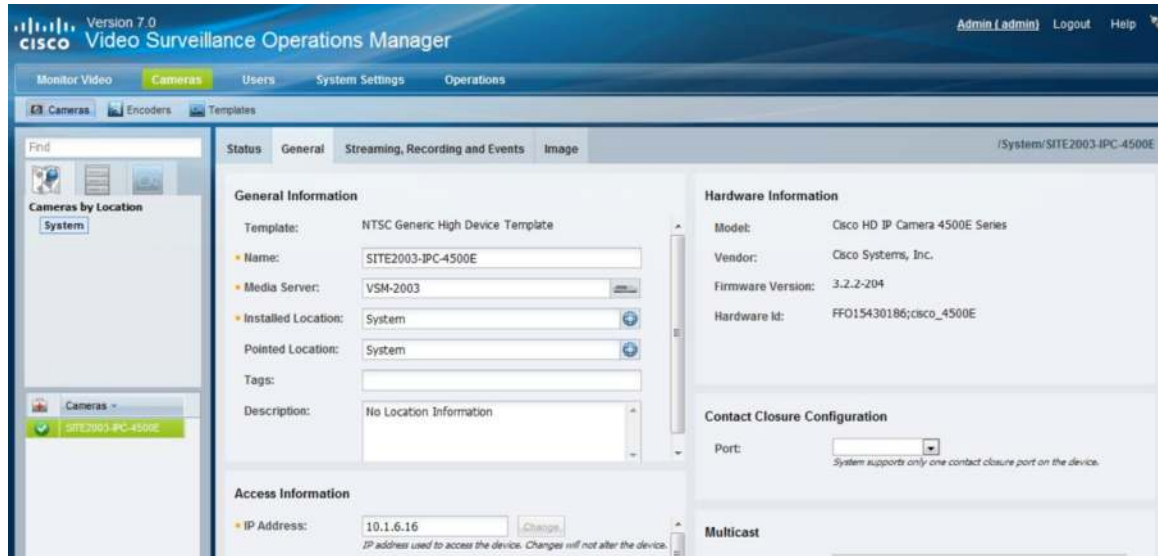 Version 7.0
CISCO Video Surveillance Operations Manager
Admin ( admin) Logout Help
Monitor Video Cameras Users System Settings Operations
Cameras Encoders Templates
Find
Cameras by Location
System
Cameras
SITE2003-IPC-4500E
Status General Streaming, Recording and Events Image
/System/SITE2003-IPC-4500E
General Information
Template: NTSC Generic High Device Template
Name: SITE2003-IPC-4500E
Media Server: VSM-2003
Installed Location: System
Pointed Location: System
Tags:
Description: No Location Information
Access Information
IP Address: 10.1.6.16 Change
IP address used to access the device. Changes will not alter the device.
Hardware Information
Model: Cisco HD IP Camera 4500E Series
Vendor: Cisco Systems, Inc.
Firmware Version: 3.2.2-204
Hardware Id: FFO15430186;cisco_4500E
Contact Closure Configuration
Port:
System supports only one contact closure port on the device.
Multicast